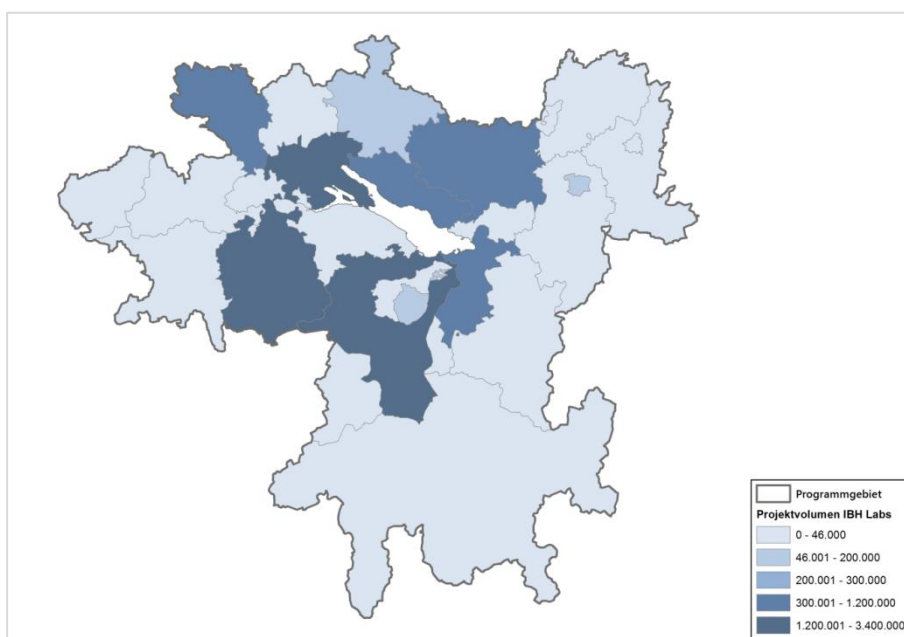 Programmgebiet
Projektvolumen IBH Labs
0 - 46.000
46.001 - 200.000
200.001 - 300.000
300.001 - 1.200.000
1.200.001 - 3.400.000